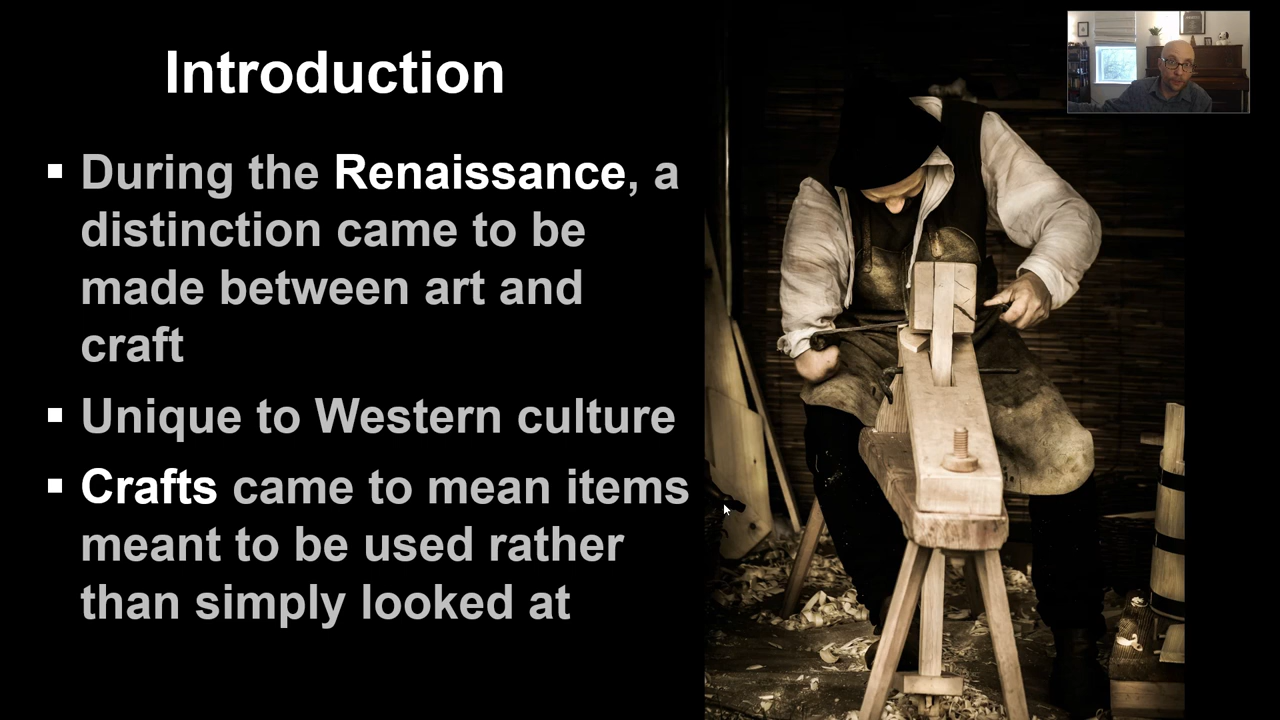 Introduction
During the Renaissance, a
distinction came to be
made between art and
craft
Unique to Western culture
Crafts came to mean items
meant to be used rather
than simply looked at